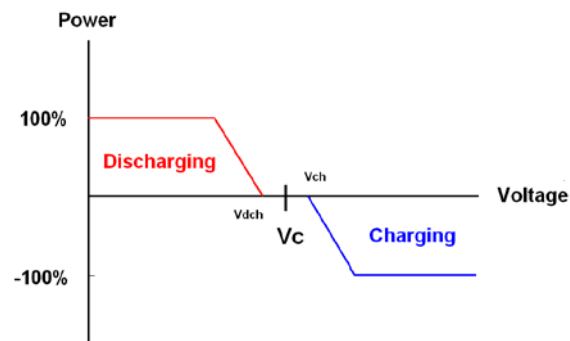 Power
100%
Discharging
Vch
Voltage
Vdch
Vc
Charging
-100%